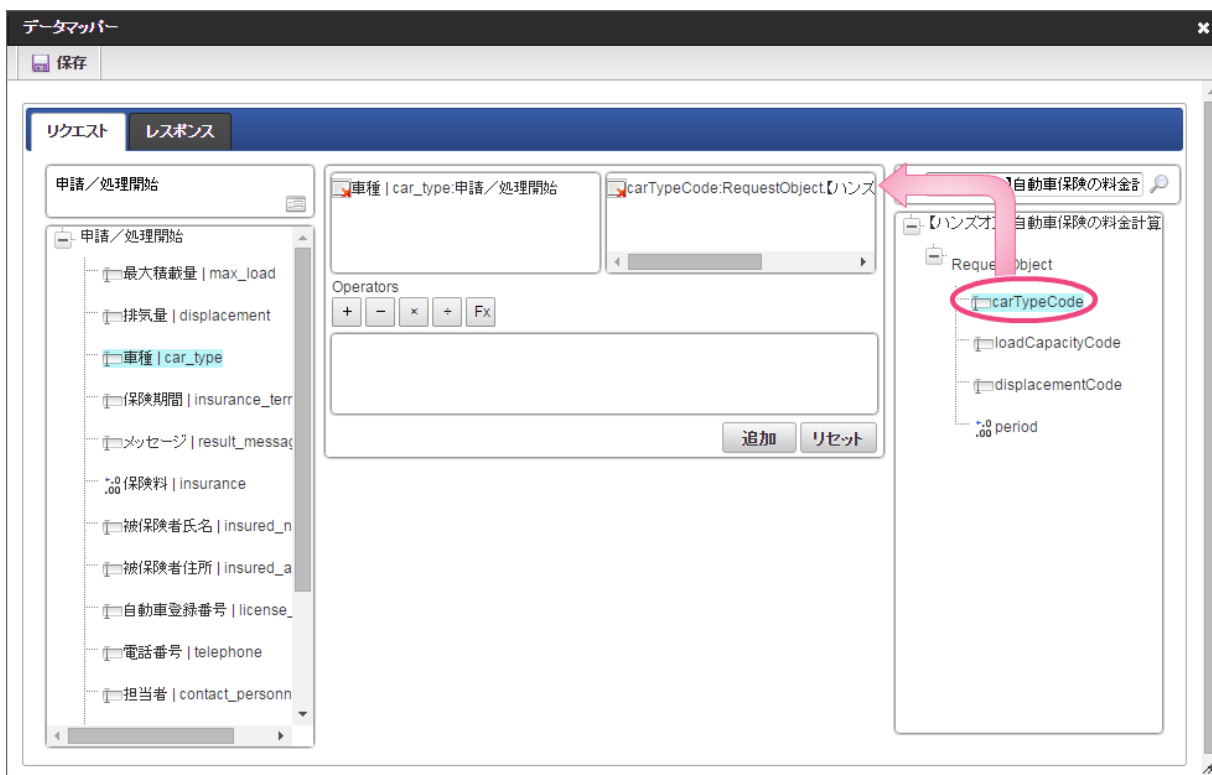 データマッパー
保存
リクエスト
レスポンス
申請／処理開始
申請／処理開始
最大積載量 | max_load
排気量 | displacement
車種 | car_type
保険期間 | insurance_terr
メッセージ | result_messag
保険料 | insurance
被保険者氏名 | insured_n
被保険者住所 | insured_a
自動車登録番号 | license_
電話番号 | telephone
担当者 | contact_personn
車種 | car_type:申請／処理開始
carTypeCode:RequestObject.【ハンズ
Operators
+ − × ÷ Fx
追加
リセット
自動車保険の料金計
【ハンズオ 自動車保険の料金計算
Reque bject
carTypeCode
loadCapacityCode
displacementCode
period